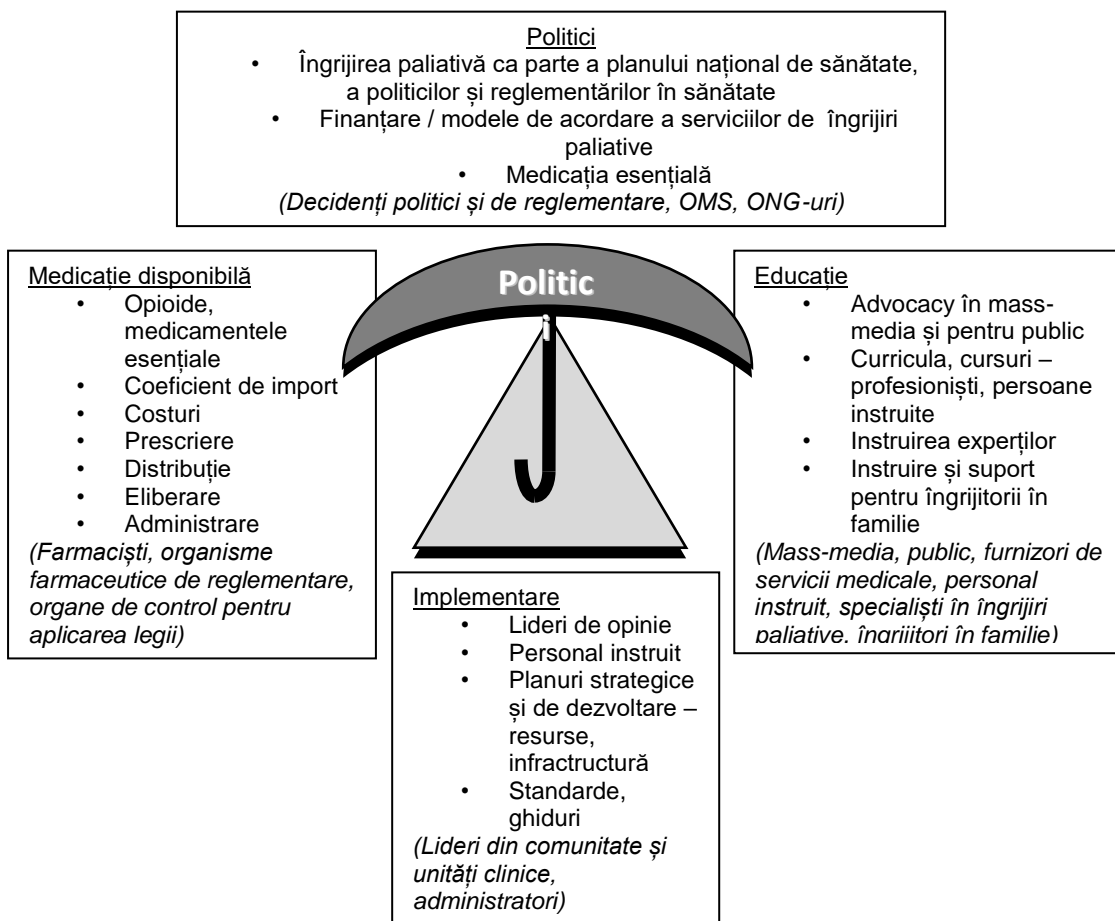 Politici
• Îngrijirea paliativă ca parte a planului național de sănătate,
a politicilor și reglementărilor în sănătate
• Finanțare / modele de acordare a serviciilor de îngrijiri
paliative
• Medicația esențială
(Decidenți politici și de reglementare, OMS, ONG-uri)
Politic
Medicație disponibilă
• Opioide,
medicamentele
esențiale
• Coeficient de import
• Costuri
• Prescriere
• Distribuție
• Eliberare
• Administrare
(Farmaciști, organisme
farmaceutice de reglementare,
organe de control pentru
aplicarea legii)
Educație
• Advocacy în mass-
media și pentru public
• Curricula, cursuri –
profesioniști, persoane
instruite
• Instruirea experților
• Instruire și suport
pentru îngrijitorii în
familie
(Mass-media, public, furnizori de
servicii medicale, personal
instruit, specialiști în îngrijiri
paliative, îngrijitori în familie)
Implementare
• Lideri de opinie
• Personal instruit
• Planuri strategice
și de dezvoltare –
resurse,
infractructură
• Standarde,
ghiduri
(Lideri din comunitate și
unități clinice,
administratori)